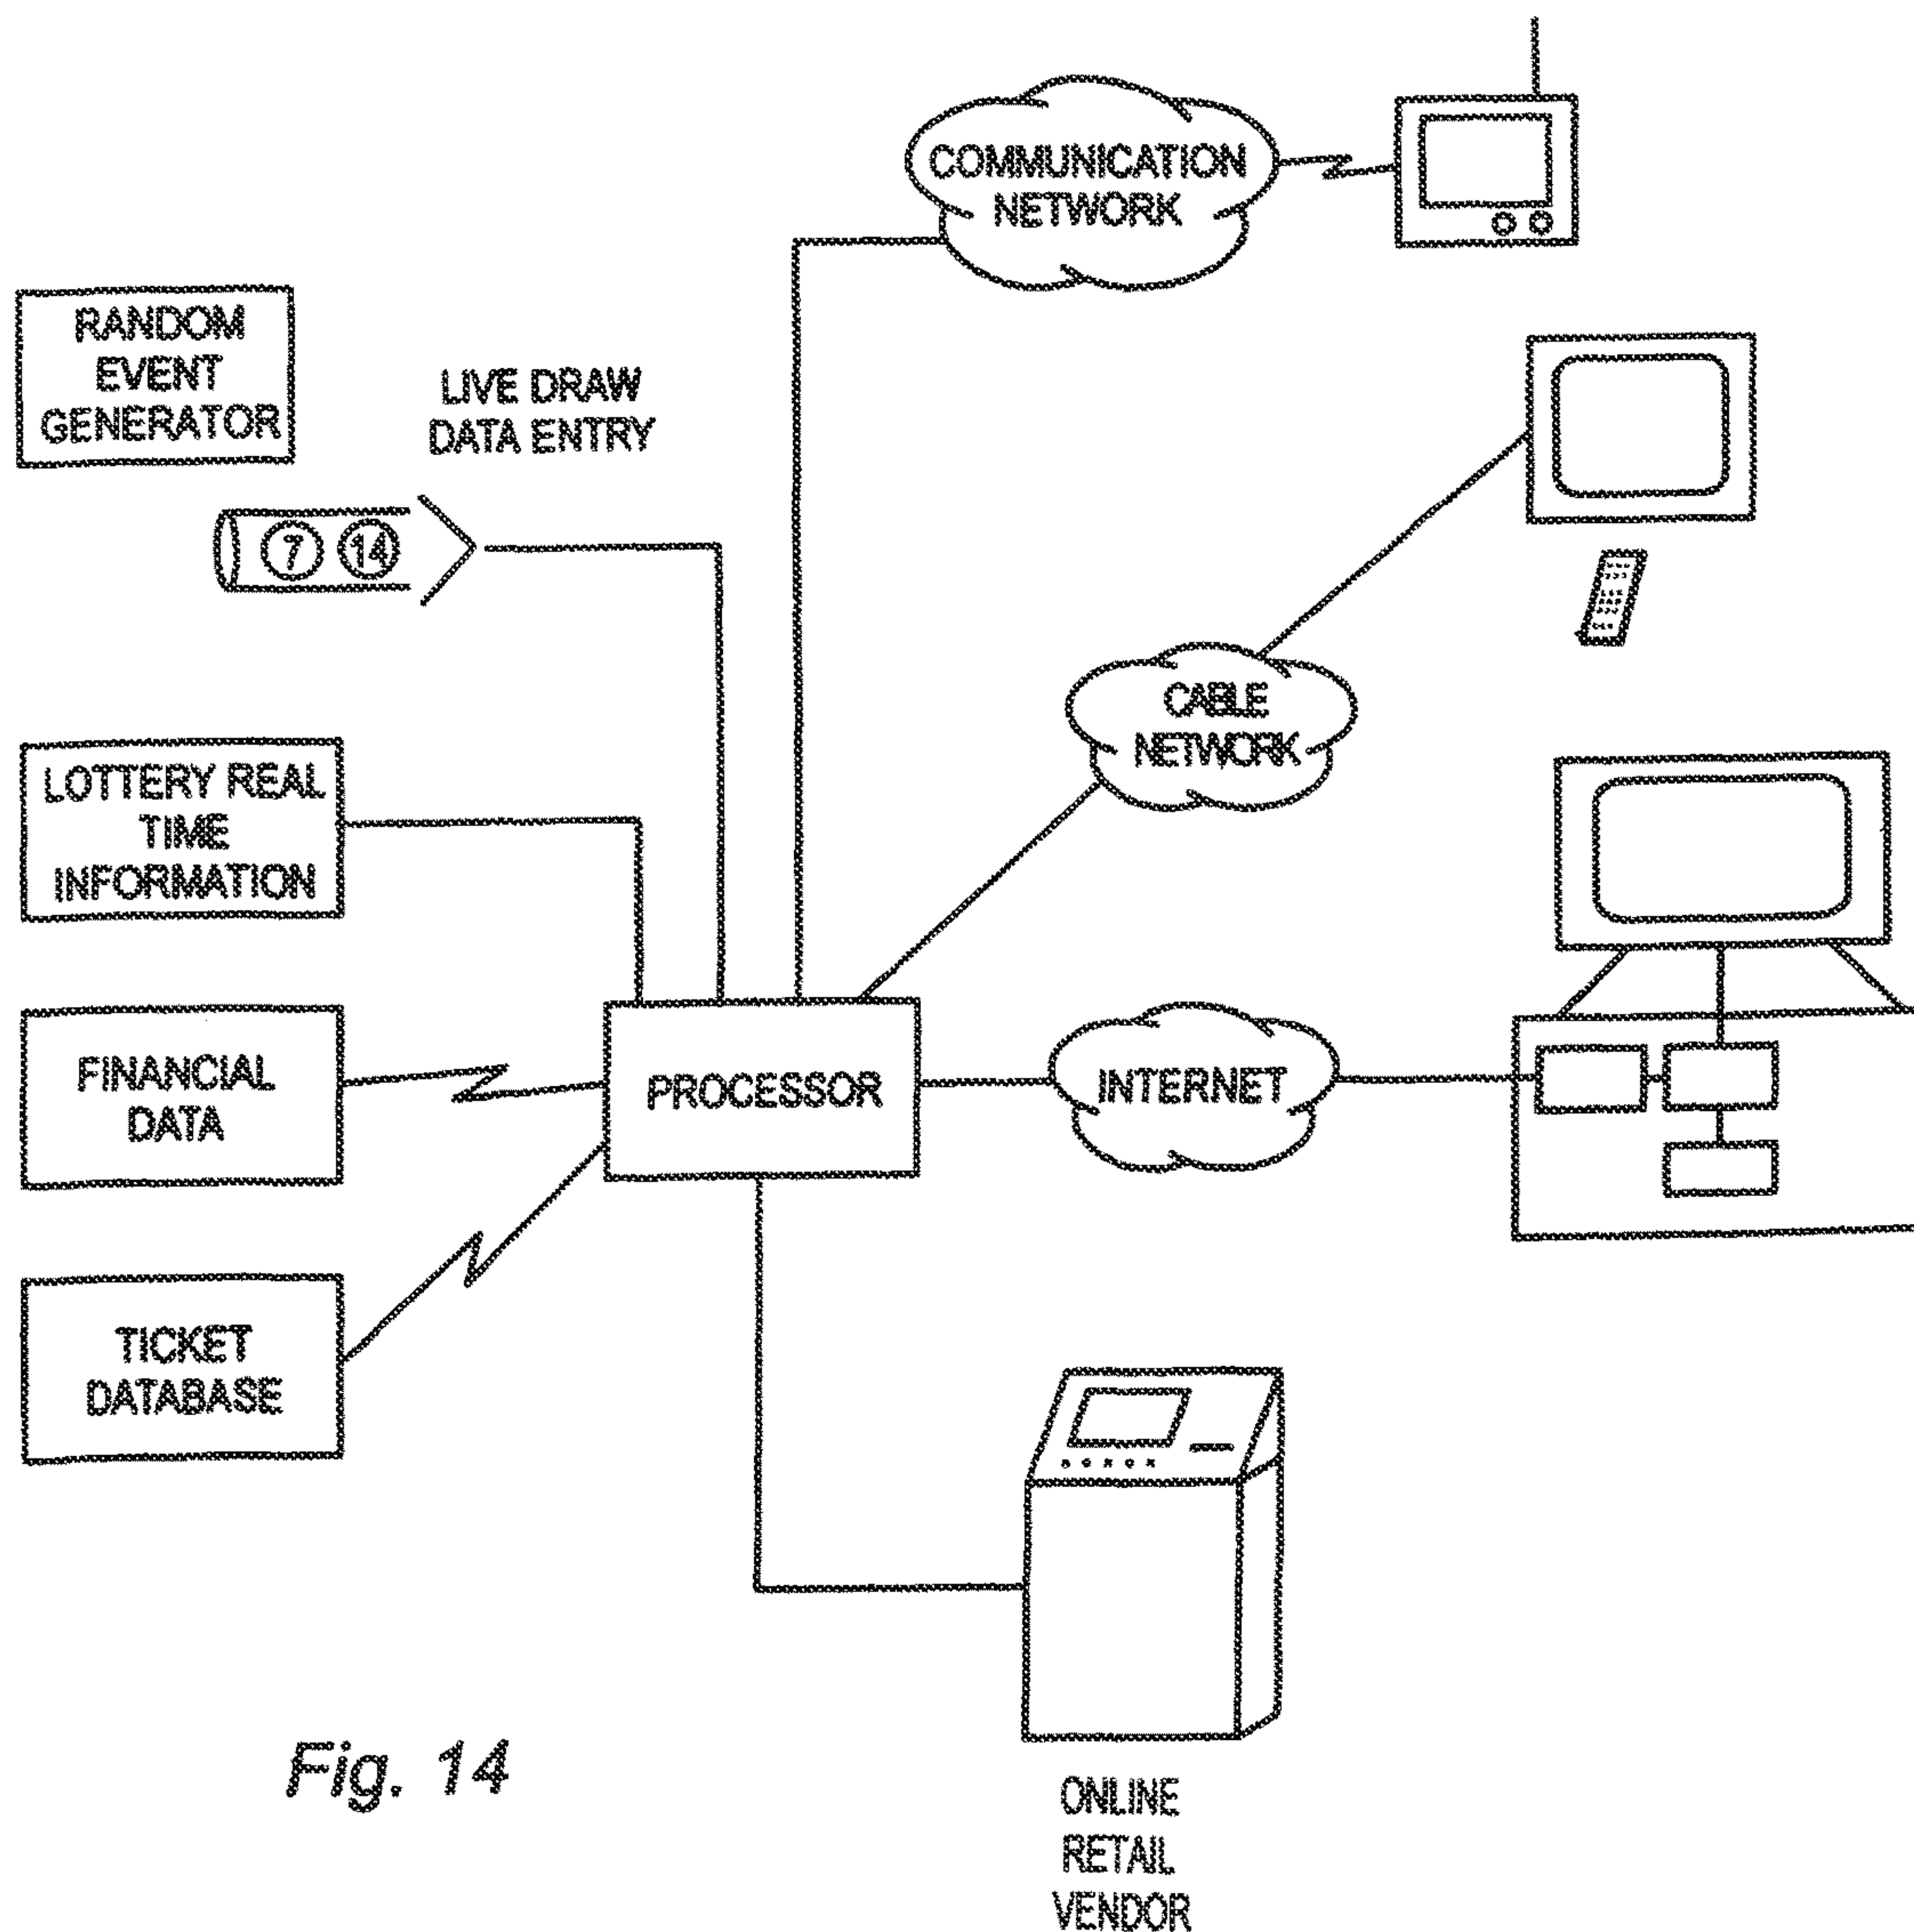 COMMUNICATION
NETWORK
RANDOM
EVENT
GENERATOR
LIVE DRAW
DATA ENTRY
7 14
CABLE
NETWORK
LOTTERY REAL
TIME
INFORMATION
FINANCIAL
DATA
PROCESSOR
INTERNET
TICKET
DATABASE
Fig. 14
ONLINE
RETAIL
VENDOR